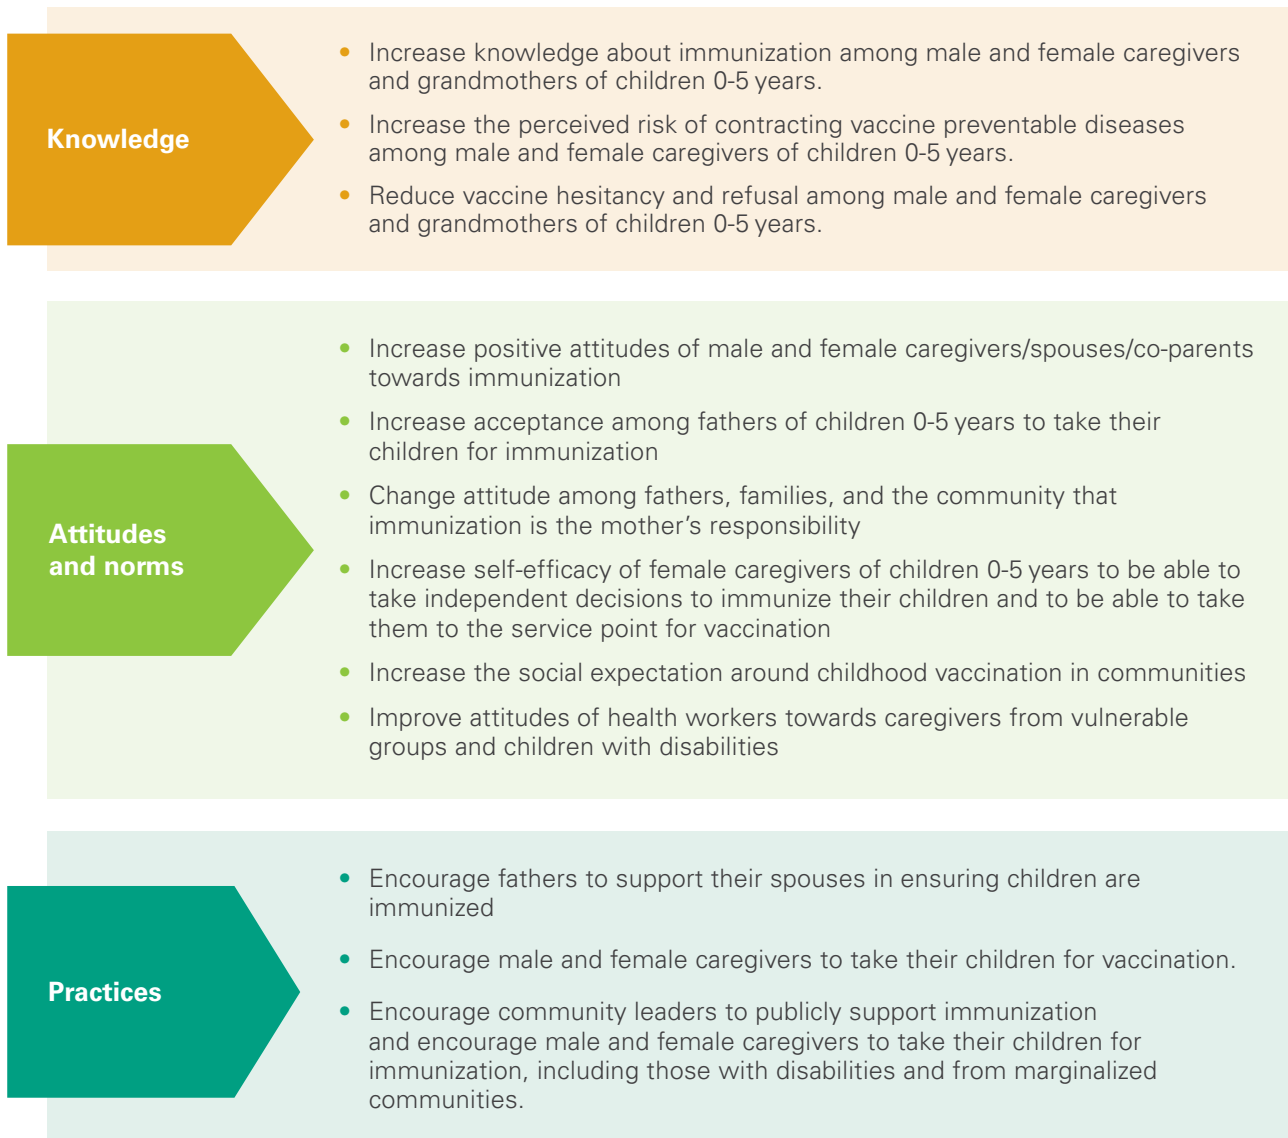 Knowledge
• Increase knowledge about immunization among male and female caregivers
and grandmothers of children 0-5 years.
• Increase the perceived risk of contracting vaccine preventable diseases
among male and female caregivers of children 0-5 years.
• Reduce vaccine hesitancy and refusal among male and female caregivers
and grandmothers of children 0-5 years.
Attitudes
and norms
• Increase positive attitudes of male and female caregivers/spouses/co-parents
towards immunization
• Increase acceptance among fathers of children 0-5 years to take their
children for immunization
• Change attitude among fathers, families, and the community that
immunization is the mother’s responsibility
• Increase self-efficacy of female caregivers of children 0-5 years to be able to
take independent decisions to immunize their children and to be able to take
them to the service point for vaccination
• Increase the social expectation around childhood vaccination in communities
• Improve attitudes of health workers towards caregivers from vulnerable
groups and children with disabilities
Practices
• Encourage fathers to support their spouses in ensuring children are
immunized
• Encourage male and female caregivers to take their children for vaccination.
• Encourage community leaders to publicly support immunization
and encourage male and female caregivers to take their children for
immunization, including those with disabilities and from marginalized
communities.